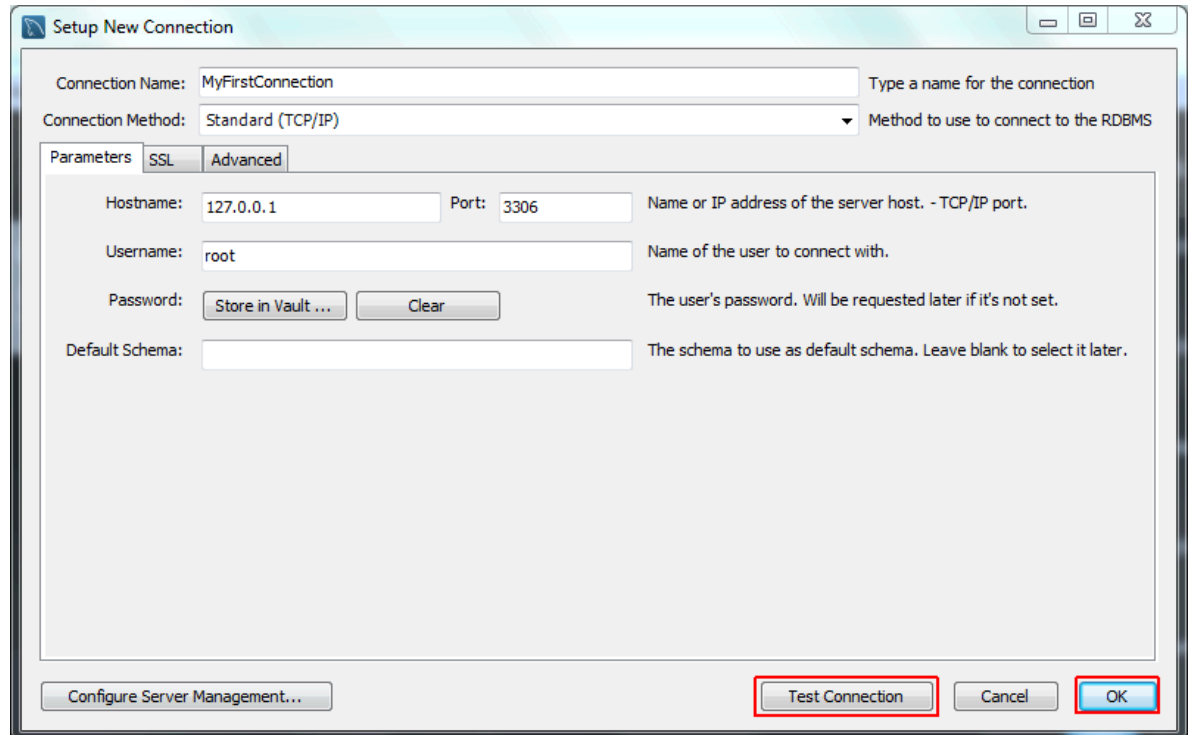 Setup New Connection
Connection Name: MyFirstConnection Type a name for the connection
Connection Method: Standard (TCP/IP) Method to use to connect to the RDBMS
Parameters SSL Advanced
Hostname: 127.0.0.1 Port: 3306 Name or IP address of the server host. - TCP/IP port.
Username: root Name of the user to connect with.
Password: Store in Vault ... Clear The user's password. Will be requested later if it's not set.
Default Schema: The schema to use as default schema. Leave blank to select it later.
Configure Server Management... Test Connection Cancel OK